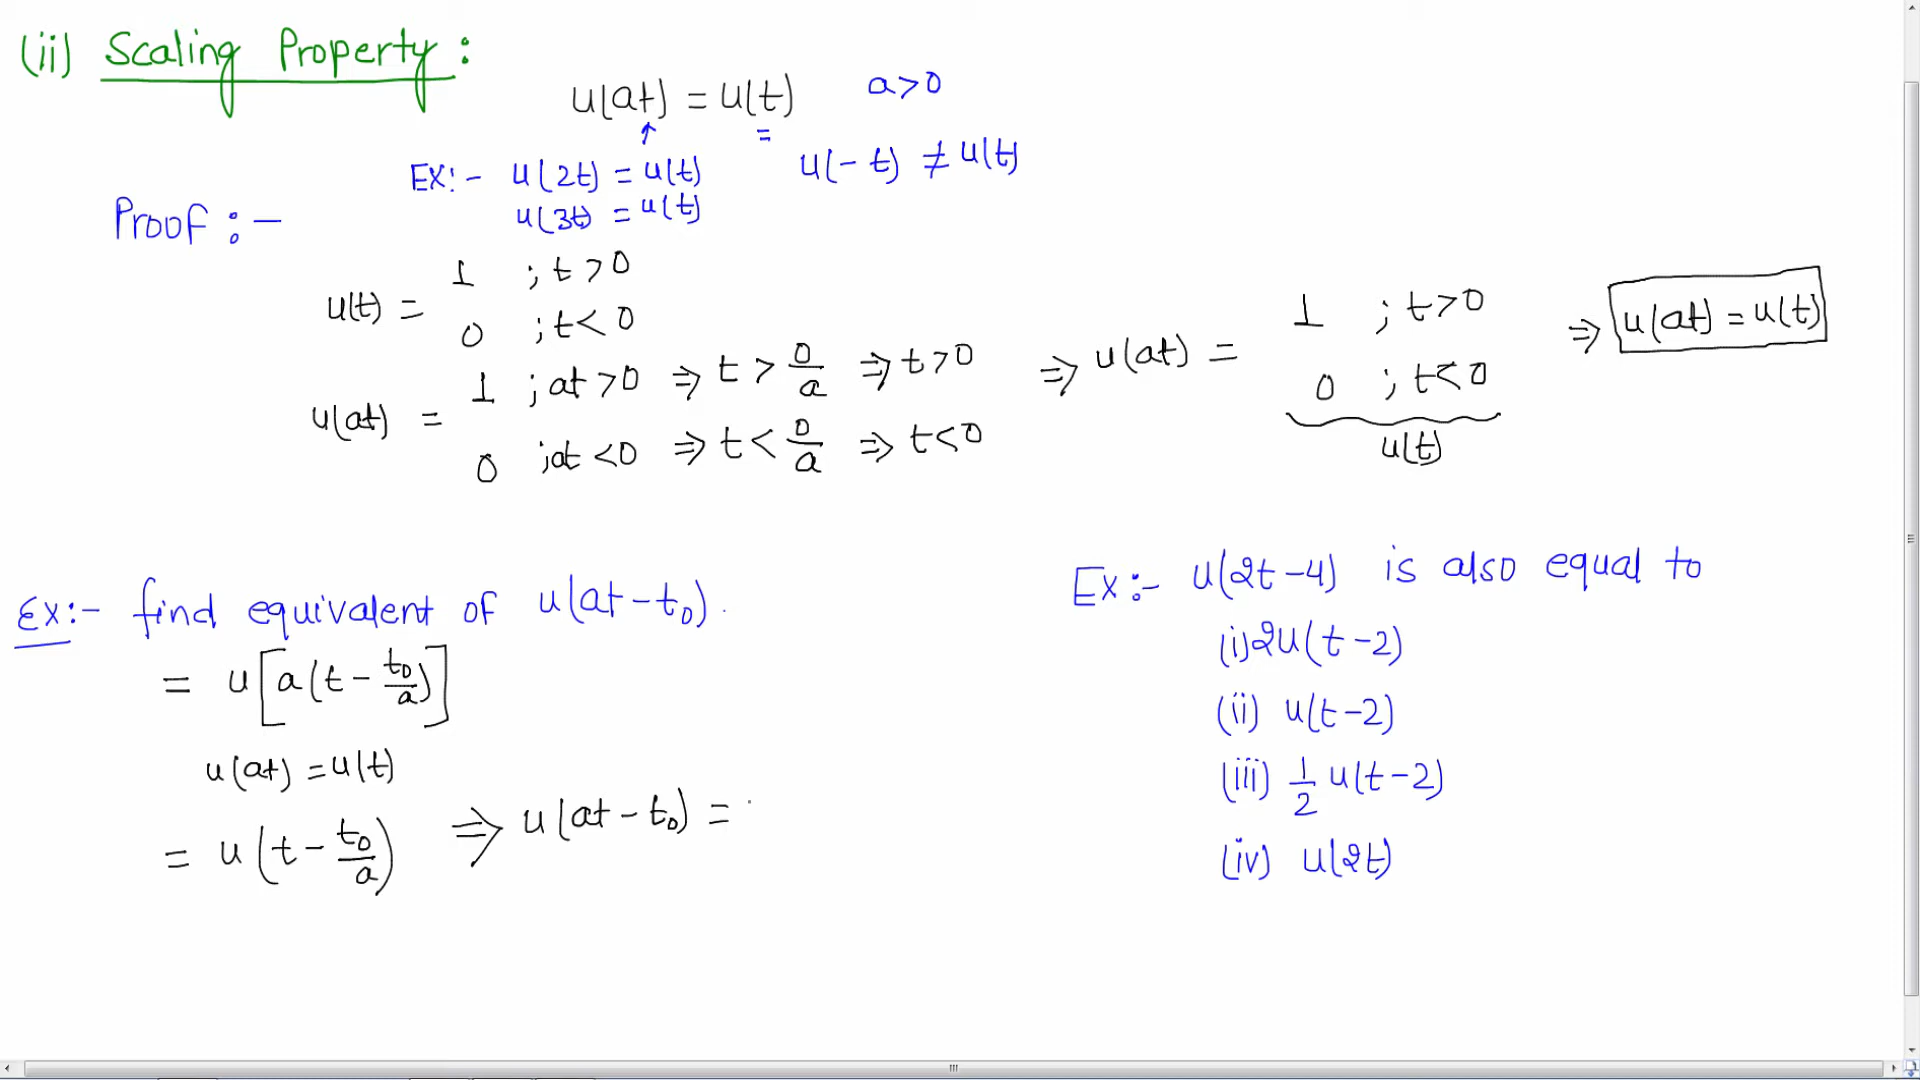 (ii) Scaling Property :
u(at) = u(t) a>0
↑ =
Ex:- u(2t) = u(t) u(-t) ≠ u(t)
u(3t) = u(t)
Proof :-
u(t) = 1 ; t>0
0 ; t<0
u(at) = 1 ; at>0 ⇒ t > 0/a ⇒ t>0
0 ; at<0 ⇒ t < 0/a ⇒ t<0
⇒ u(at) = 1 ; t>0
0 ; t<0
u(t)
⇒ u(at) = u(t)
Ex:- find equivalent of u(at-t₀).
= u[a(t - t₀/a)]
u(at) = u(t)
= u(t - t₀/a) ⇒ u(at-t₀) =
Ex:- u(2t-4) is also equal to
(i) 2u(t-2)
(ii) u(t-2)
(iii) 1/2 u(t-2)
(iv) u(2t)